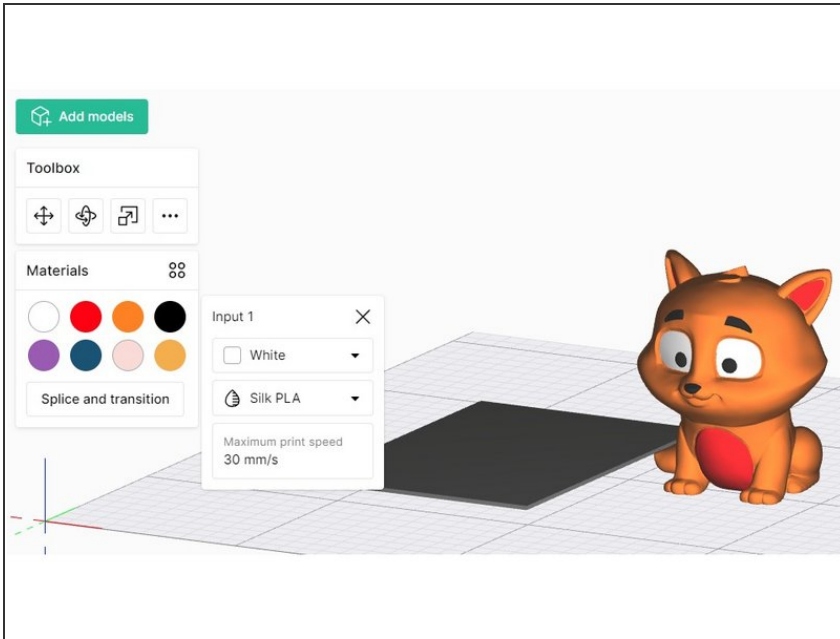 Add models
Toolbox
Materials
Input 1
White
Silk PLA
Splice and transition
Maximum print speed
30 mm/s